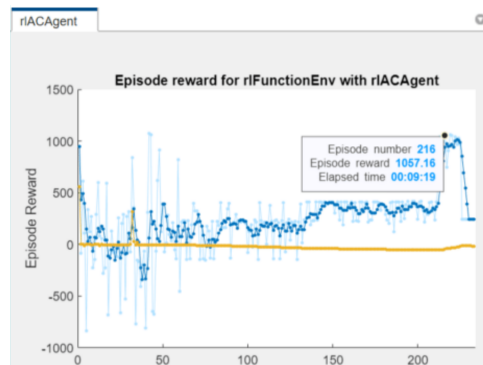 rlACAgent
Episode reward for rlFunctionEnv with rlACAgent
1500
1000
500
0
-500
-1000
Episode Reward
Episode number 216
Episode reward 1057.16
Elapsed time 00:09:19
0 50 100 150 200